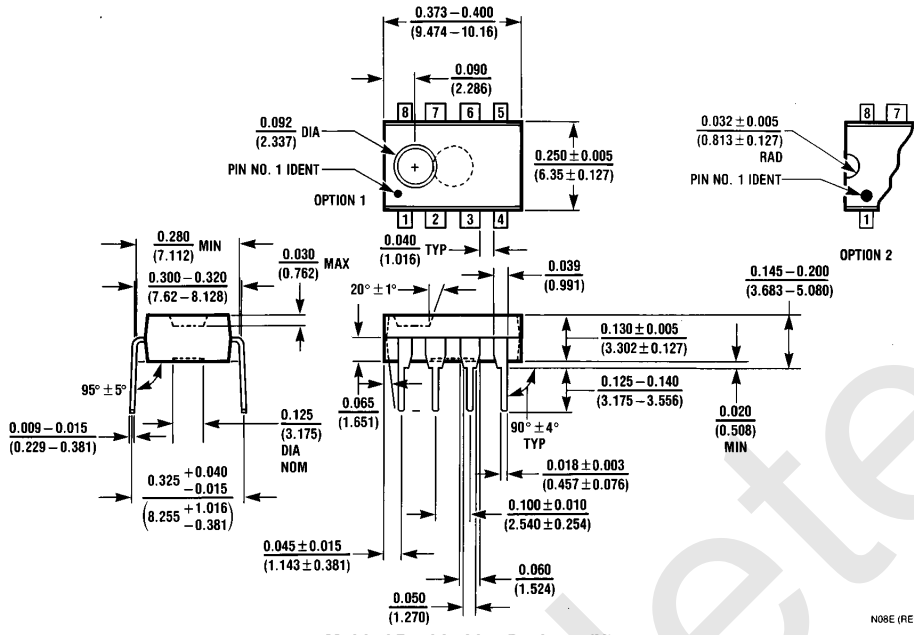 0.373 – 0.400
(9.474 – 10.16)
0.090
(2.286)
8 7 6 5
0.092 DIA
(2.337)
PIN NO. 1 IDENT
OPTION 1
1 2 3 4
0.250 ± 0.005
(6.35 ± 0.127)
8 7
0.032 ± 0.005
(0.813 ± 0.127)
RAD
PIN NO. 1 IDENT
1
OPTION 2
0.280 MIN
(7.112)
0.300 – 0.320
(7.62 – 8.128)
0.030 MAX
(0.762)
0.040 TYP
(1.016)
0.039
(0.991)
20° ± 1°
0.145 – 0.200
(3.683 – 5.080)
0.130 ± 0.005
(3.302 ± 0.127)
95° ± 5°
0.065
(1.651)
0.125 – 0.140
(3.175 – 3.556)
0.020
(0.508)
MIN
90° ± 4°
TYP
0.009 – 0.015
(0.229 – 0.381)
0.125
(3.175)
DIA
NOM
0.018 ± 0.003
(0.457 ± 0.076)
0.325 +0.040
–0.015
(8.255 +1.016
–0.381)
0.100 ± 0.010
(2.540 ± 0.254)
0.045 ± 0.015
(1.143 ± 0.381)
0.060
(1.524)
0.050
(1.270)
N08E (RE